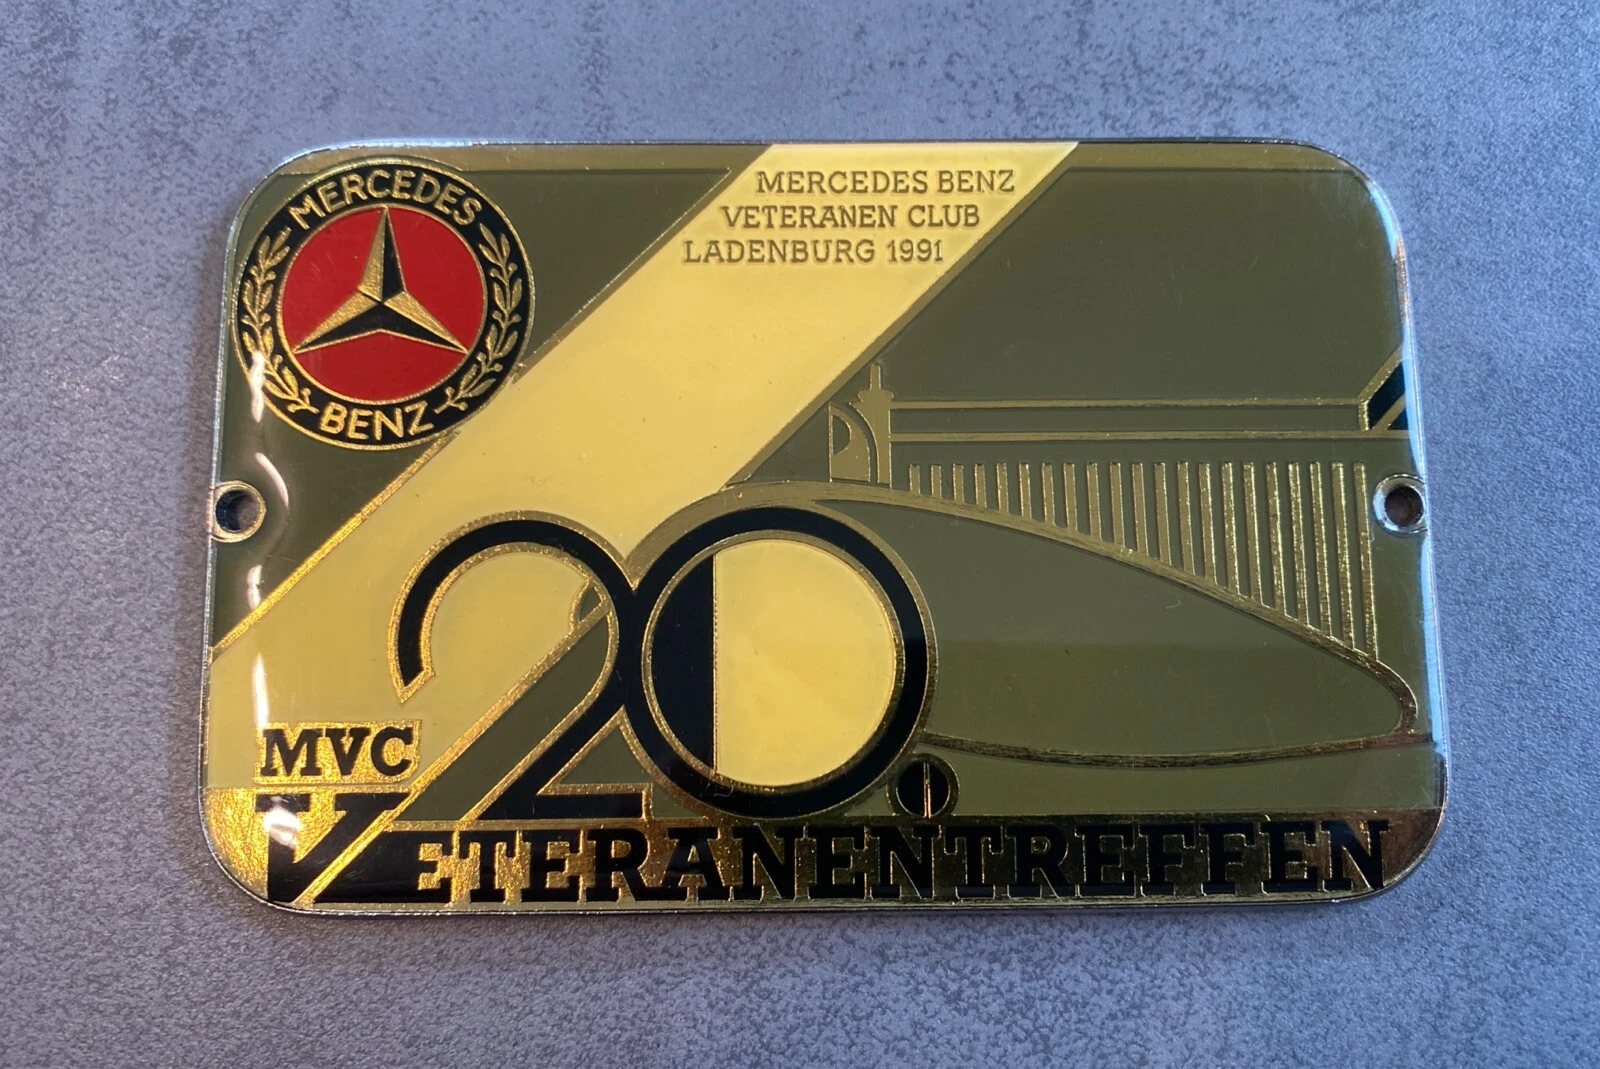 MERCEDES
BENZ
MERCEDES BENZ
VETERANEN CLUB
LADENBURG 1991
20.
MVC
VETERANENTREFFEN